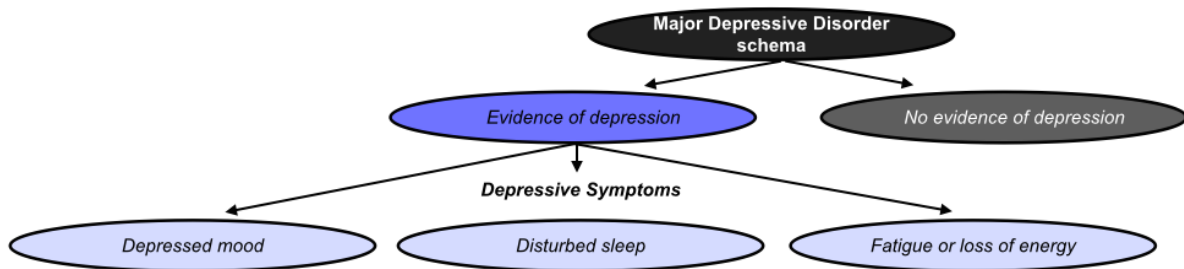 Major Depressive Disorder
schema
Evidence of depression
No evidence of depression
Depressive Symptoms
Depressed mood
Disturbed sleep
Fatigue or loss of energy